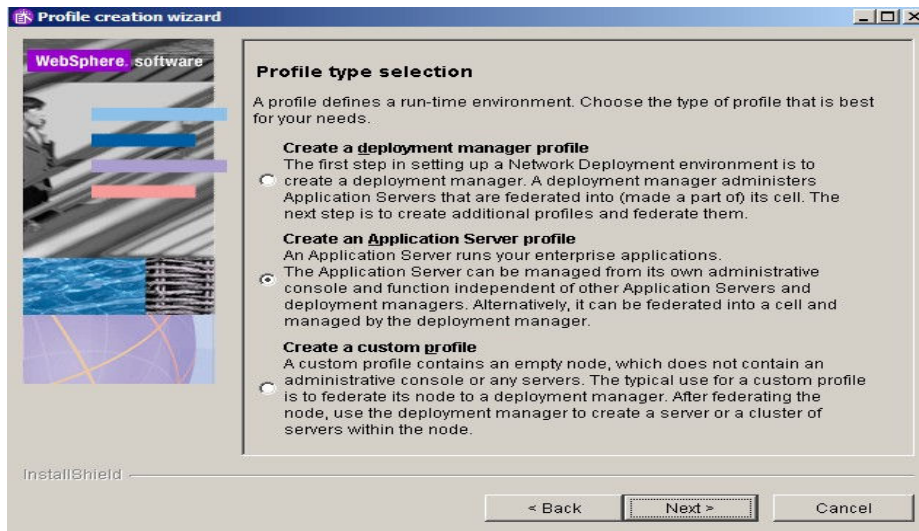 Profile creation wizard
WebSphere. software
Profile type selection
A profile defines a run-time environment. Choose the type of profile that is best
for your needs.
Create a deployment manager profile
The first step in setting up a Network Deployment environment is to
create a deployment manager. A deployment manager administers
Application Servers that are federated into (made a part of) its cell. The
next step is to create additional profiles and federate them.
Create an Application Server profile
An Application Server runs your enterprise applications.
The Application Server can be managed from its own administrative
console and function independent of other Application Servers and
deployment managers. Alternatively, it can be federated into a cell and
managed by the deployment manager.
Create a custom profile
A custom profile contains an empty node, which does not contain an
administrative console or any servers. The typical use for a custom profile
is to federate its node to a deployment manager. After federating the
node, use the deployment manager to create a server or a cluster of
servers within the node.
InstallShield
< Back
Next >
Cancel